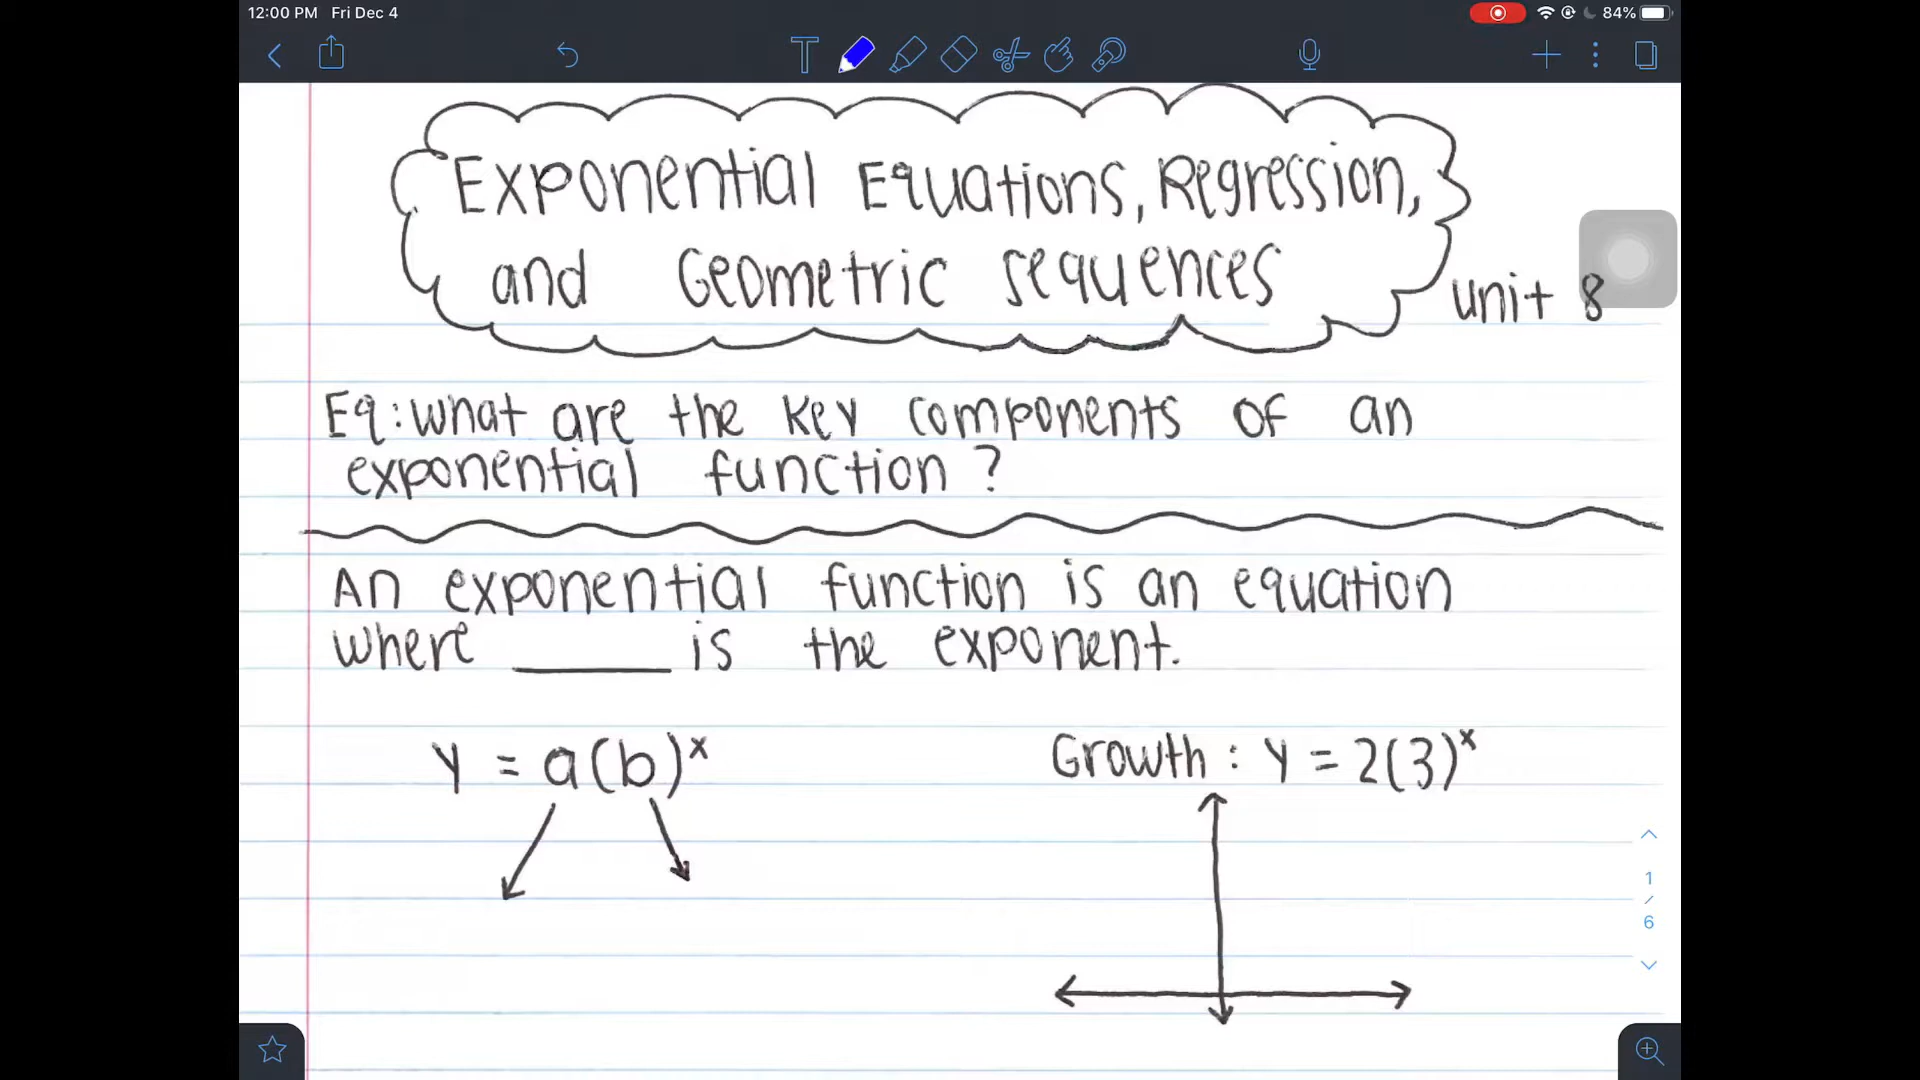 12:00 PM Fri Dec 4
84%
Exponential Equations, Regression,
and Geometric sequences
unit 8
Eq: what are the key components of an
exponential function?
An exponential function is an equation
where _____ is the exponent.
y = a(b)ˣ
Growth: y = 2(3)ˣ
1
/
6